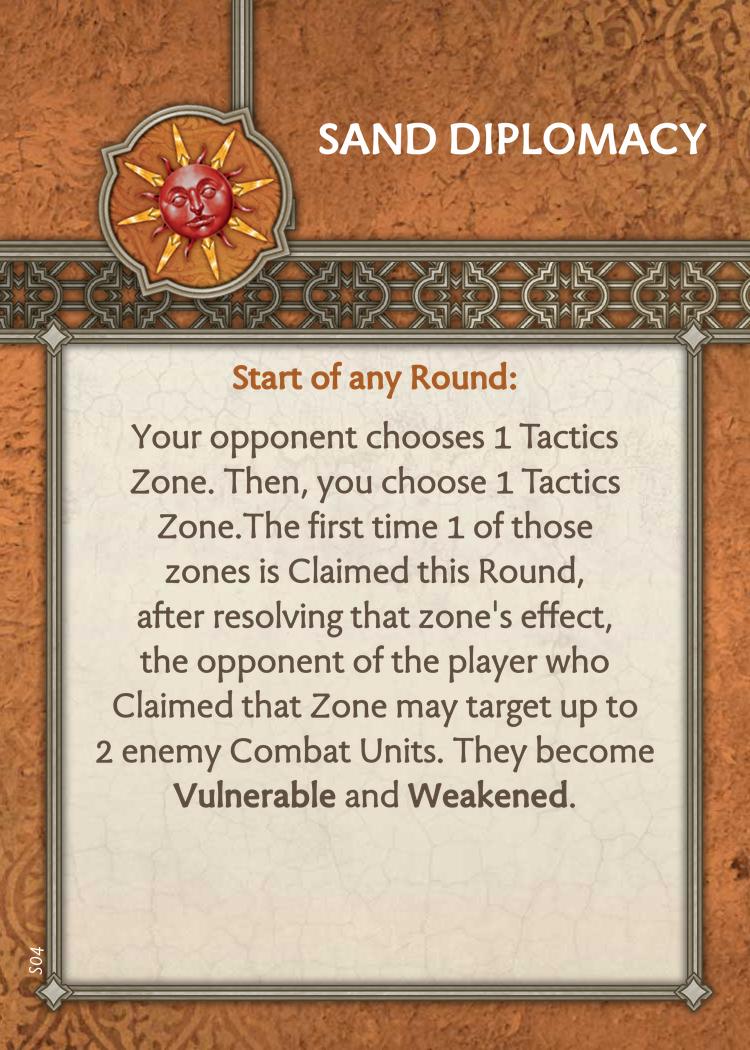 SAND DIPLOMACY
Start of any Round:
Your opponent chooses 1 Tactics
Zone. Then, you choose 1 Tactics
Zone.The first time 1 of those
zones is Claimed this Round,
after resolving that zone's effect,
the opponent of the player who
Claimed that Zone may target up to
2 enemy Combat Units. They become
Vulnerable and Weakened.
S04